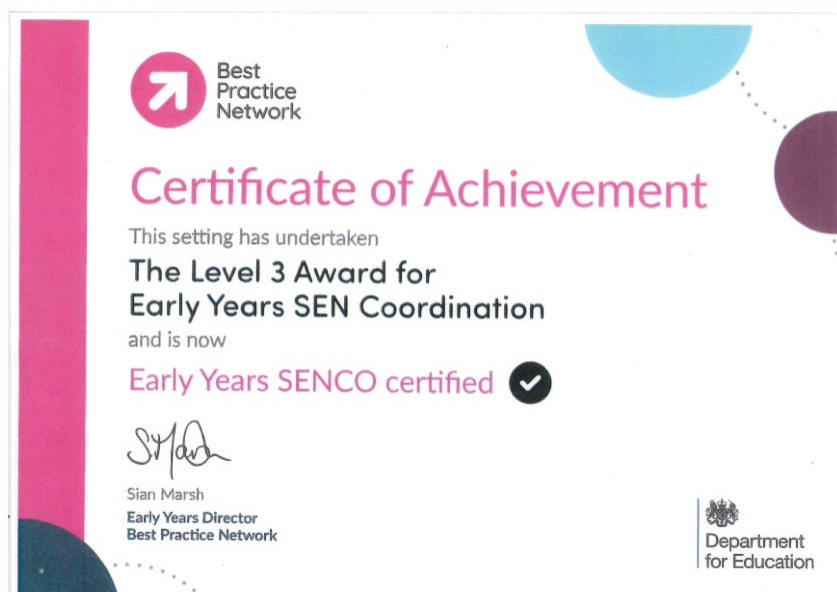 Best
Practice
Network
Certificate of Achievement
This setting has undertaken
The Level 3 Award for
Early Years SEN Coordination
and is now
Early Years SENCO certified
Sian Marsh
Early Years Director
Best Practice Network
Department
for Education